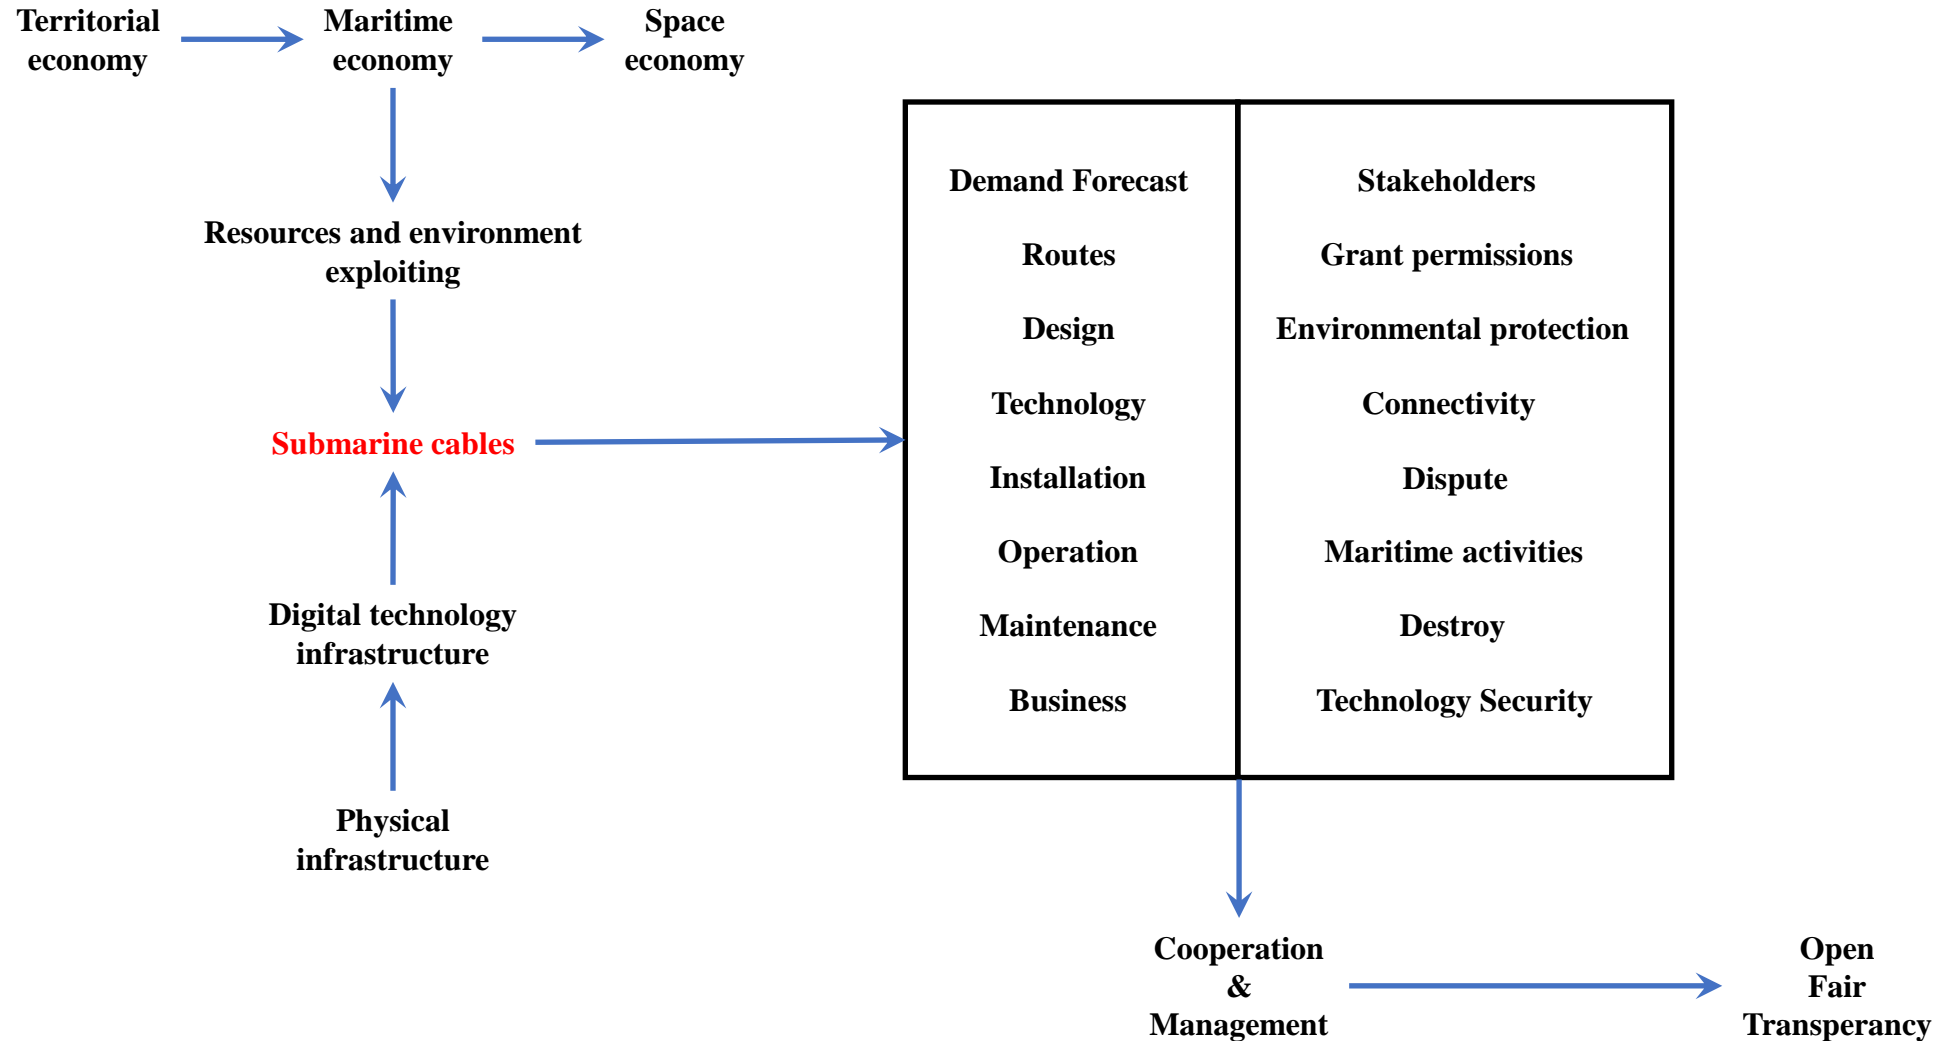 Territorial
economy
Maritime
economy
Space
economy
Resources and environment
exploiting
Submarine cables
Digital technology
infrastructure
Physical
infrastructure
Demand Forecast
Routes
Design
Technology
Installation
Operation
Maintenance
Business
Stakeholders
Grant permissions
Environmental protection
Connectivity
Dispute
Maritime activities
Destroy
Technology Security
Cooperation
&
Management
Open
Fair
Transperancy